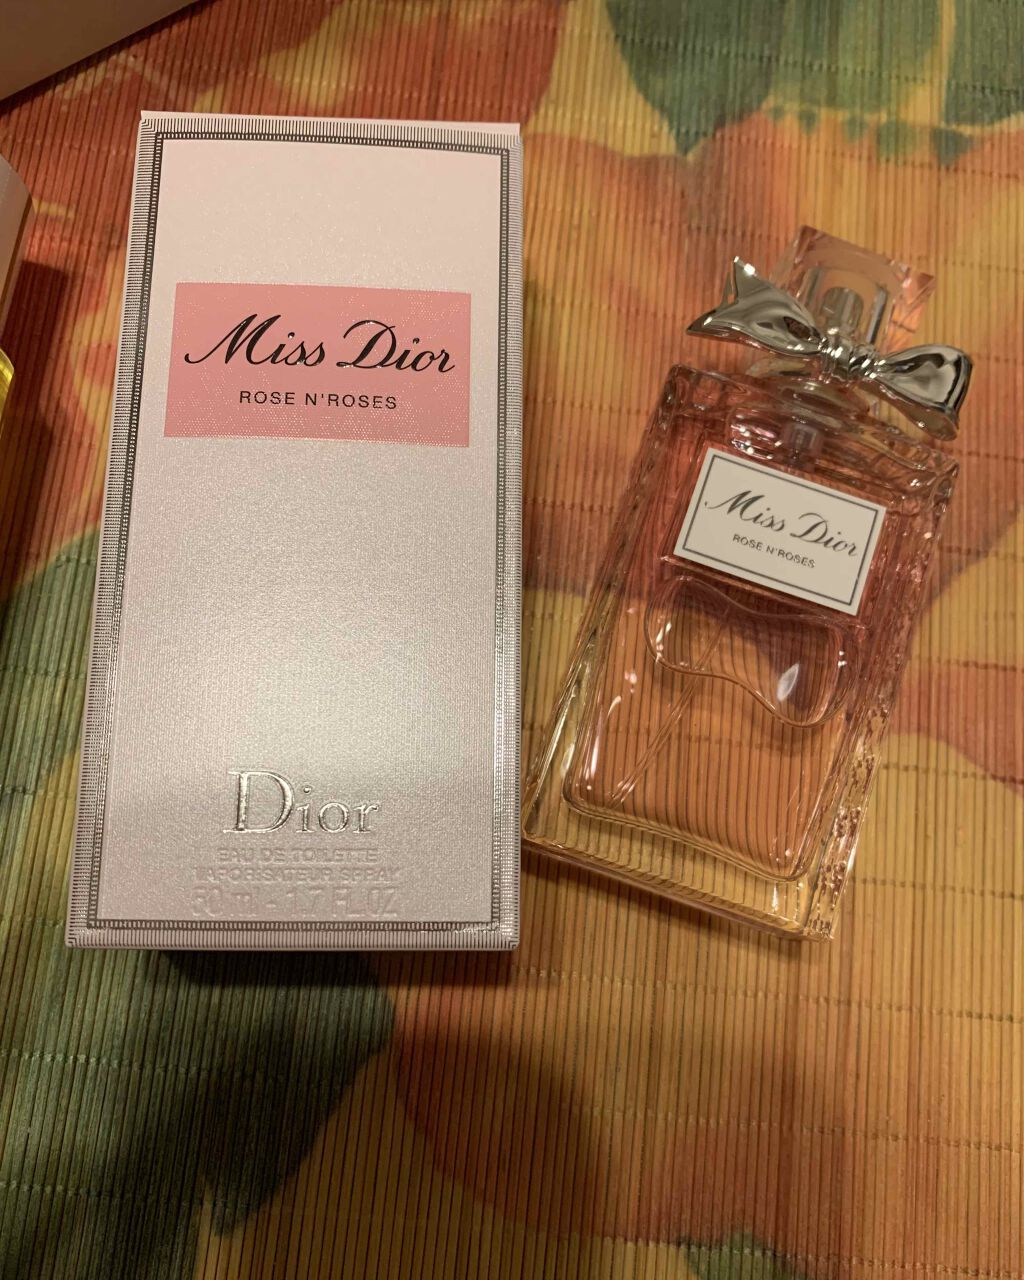 Miss Dior
ROSE N'ROSES
Dior
EAU DE TOILETTE
VAPORISATEUR SPRAY
50 ml - 1.7 FL.OZ
Miss Dior
ROSE N'ROSES